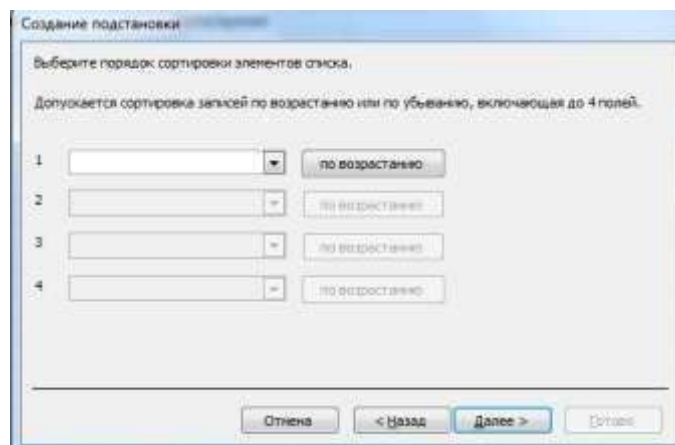 Создание подстановки
Выберите порядок сортировки элементов списка.
Допускается сортировка записей по возрастанию или по убыванию, включающая до 4 полей.
1 по возрастанию
2 по возрастанию
3 по возрастанию
4 по возрастанию
Отмена < Назад Далее > Готово